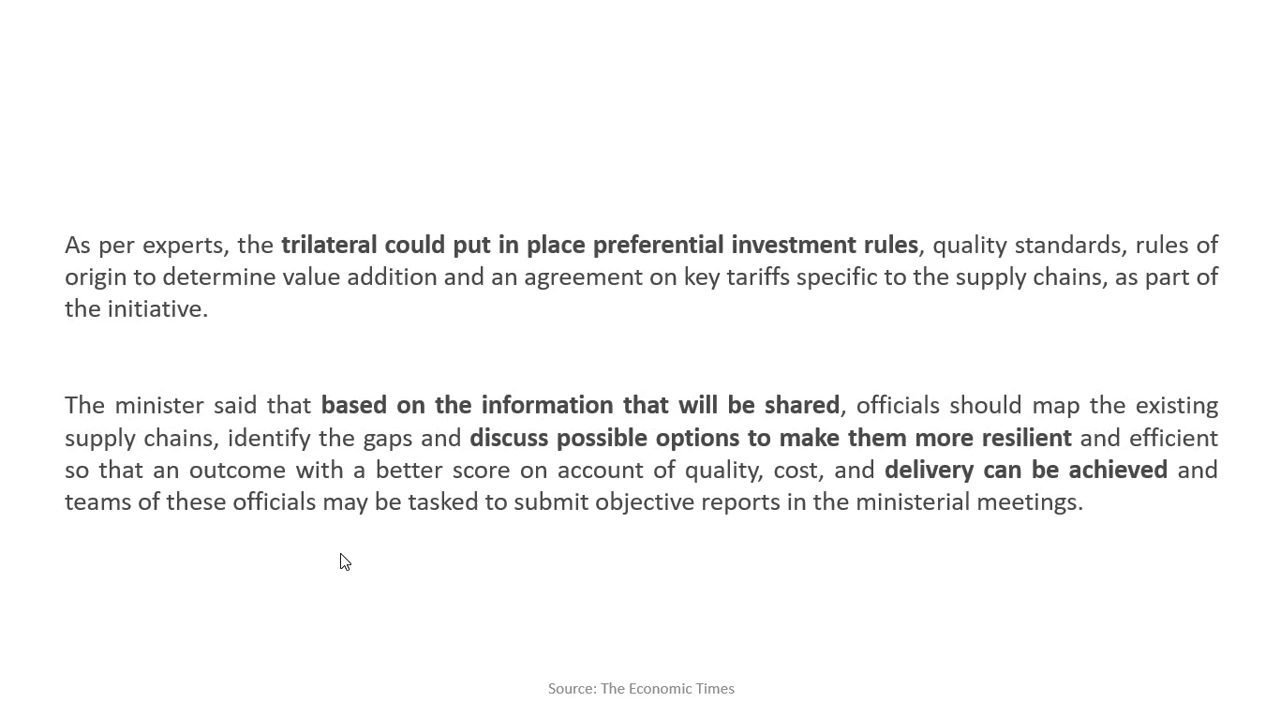 As per experts, the trilateral could put in place preferential investment rules, quality standards, rules of
origin to determine value addition and an agreement on key tariffs specific to the supply chains, as part of
the initiative.
The minister said that based on the information that will be shared, officials should map the existing
supply chains, identify the gaps and discuss possible options to make them more resilient and efficient
so that an outcome with a better score on account of quality, cost, and delivery can be achieved and
teams of these officials may be tasked to submit objective reports in the ministerial meetings.
Source: The Economic Times